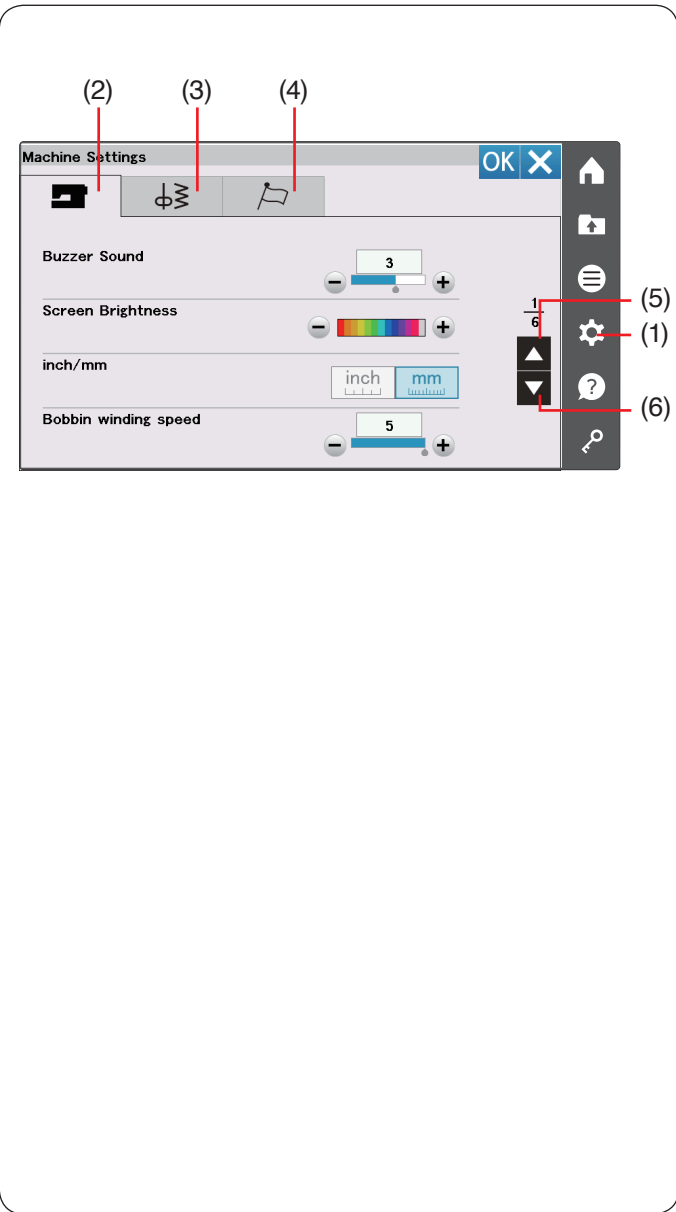 (2) (3) (4)
Machine Settings OK
Buzzer Sound 3
Screen Brightness
1
6
(5)
(1)
inch/mm inch mm
?
(6)
Bobbin winding speed 5